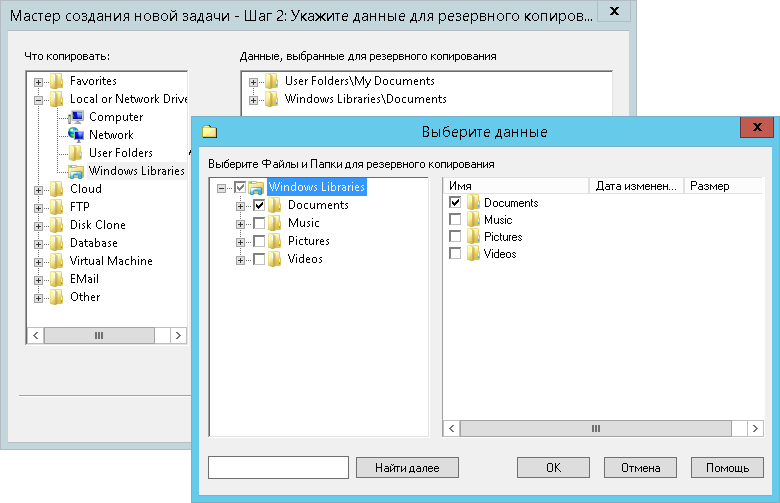 Мастер создания новой задачи - Шаг 2: Укажите данные для резервного копиров...
x
Что копировать:
Favorites
Local or Network Drive
Computer
Network
User Folders
Windows Libraries
Cloud
FTP
Disk Clone
Database
Virtual Machine
EMail
Other
Данные, выбранные для резервного копирования
User Folders\My Documents
Windows Libraries\Documents
Выберите данные
x
Выберите Файлы и Папки для резервного копирования
Windows Libraries
Documents
Music
Pictures
Videos
Имя Дата изменен... Размер
Documents
Music
Pictures
Videos
Найти далее
OK
Отмена
Помощь